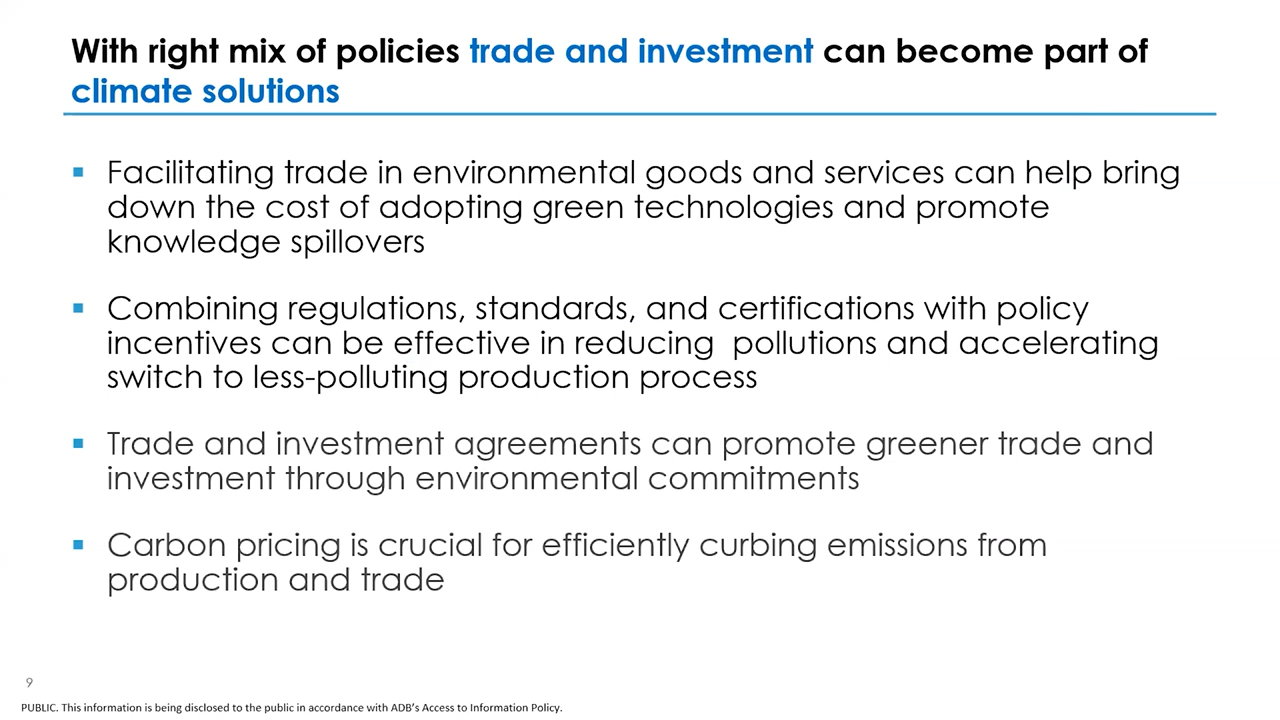 With right mix of policies trade and investment can become part of
climate solutions
▪ Facilitating trade in environmental goods and services can help bring
down the cost of adopting green technologies and promote
knowledge spillovers
▪ Combining regulations, standards, and certifications with policy
incentives can be effective in reducing  pollutions and accelerating
switch to less-polluting production process
▪ Trade and investment agreements can promote greener trade and
investment through environmental commitments
▪ Carbon pricing is crucial for efficiently curbing emissions from
production and trade
9
PUBLIC. This information is being disclosed to the public in accordance with ADB’s Access to Information Policy.